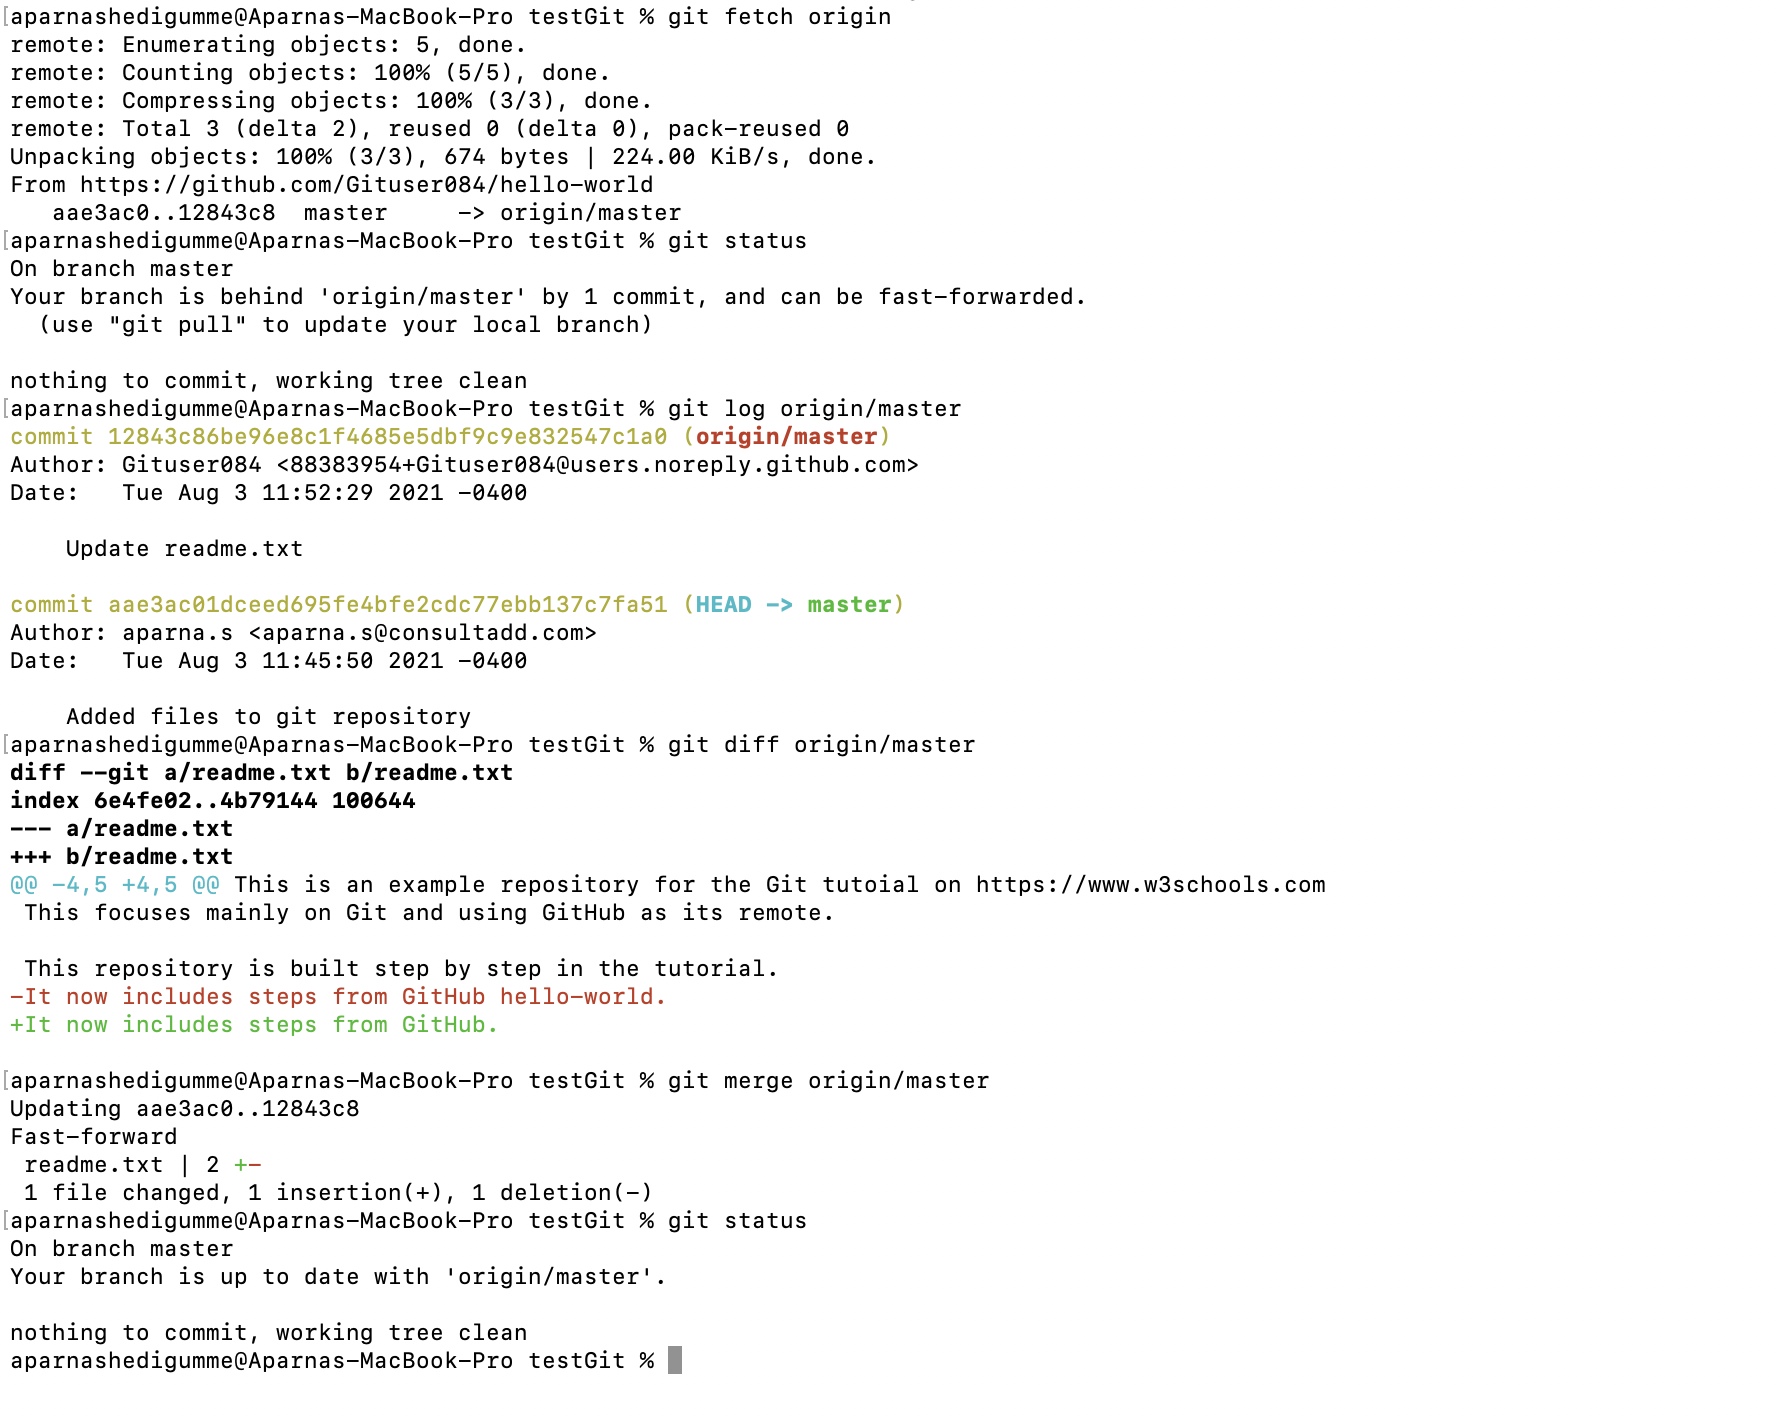 [aparnashedigumme@Aparnas-MacBook-Pro testGit % git fetch origin
remote: Enumerating objects: 5, done.
remote: Counting objects: 100% (5/5), done.
remote: Compressing objects: 100% (3/3), done.
remote: Total 3 (delta 2), reused 0 (delta 0), pack-reused 0
Unpacking objects: 100% (3/3), 674 bytes | 224.00 KiB/s, done.
From https://github.com/Gituser084/hello-world
   aae3ac0..12843c8  master     -> origin/master
[aparnashedigumme@Aparnas-MacBook-Pro testGit % git status
On branch master
Your branch is behind 'origin/master' by 1 commit, and can be fast-forwarded.
  (use "git pull" to update your local branch)

nothing to commit, working tree clean
[aparnashedigumme@Aparnas-MacBook-Pro testGit % git log origin/master
commit 12843c86be96e8c1f4685e5dbf9c9e832547c1a0 (origin/master)
Author: Gituser084 <88383954+Gituser084@users.noreply.github.com>
Date:   Tue Aug 3 11:52:29 2021 -0400

    Update readme.txt

commit aae3ac01dceed695fe4bfe2cdc77ebb137c7fa51 (HEAD -> master)
Author: aparna.s <aparna.s@consultadd.com>
Date:   Tue Aug 3 11:45:50 2021 -0400

    Added files to git repository
[aparnashedigumme@Aparnas-MacBook-Pro testGit % git diff origin/master
diff --git a/readme.txt b/readme.txt
index 6e4fe02..4b79144 100644
--- a/readme.txt
+++ b/readme.txt
@@ -4,5 +4,5 @@ This is an example repository for the Git tutoial on https://www.w3schools.com
 This focuses mainly on Git and using GitHub as its remote.

 This repository is built step by step in the tutorial.
-It now includes steps from GitHub hello-world.
+It now includes steps from GitHub.

[aparnashedigumme@Aparnas-MacBook-Pro testGit % git merge origin/master
Updating aae3ac0..12843c8
Fast-forward
 readme.txt | 2 +-
 1 file changed, 1 insertion(+), 1 deletion(-)
[aparnashedigumme@Aparnas-MacBook-Pro testGit % git status
On branch master
Your branch is up to date with 'origin/master'.

nothing to commit, working tree clean
aparnashedigumme@Aparnas-MacBook-Pro testGit %